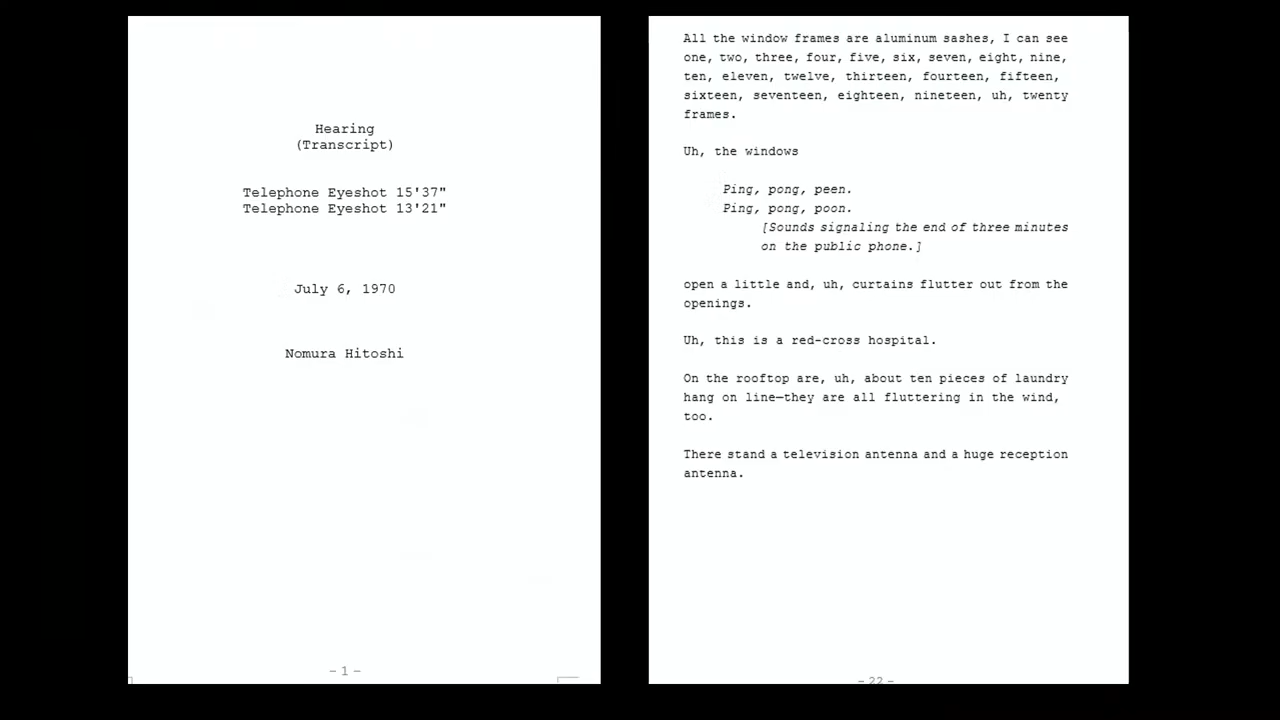 Hearing
(Transcript)
Telephone Eyeshot 15'37"
Telephone Eyeshot 13'21"
July 6, 1970
Nomura Hitoshi
– 1 –
All the window frames are aluminum sashes, I can see
one, two, three, four, five, six, seven, eight, nine,
ten, eleven, twelve, thirteen, fourteen, fifteen,
sixteen, seventeen, eighteen, nineteen, uh, twenty
frames.
Uh, the windows
Ping, pong, peen.
Ping, pong, poon.
[Sounds signaling the end of three minutes
on the public phone.]
open a little and, uh, curtains flutter out from the
openings.
Uh, this is a red-cross hospital.
On the rooftop are, uh, about ten pieces of laundry
hang on line—they are all fluttering in the wind,
too.
There stand a television antenna and a huge reception
antenna.
– 22 –